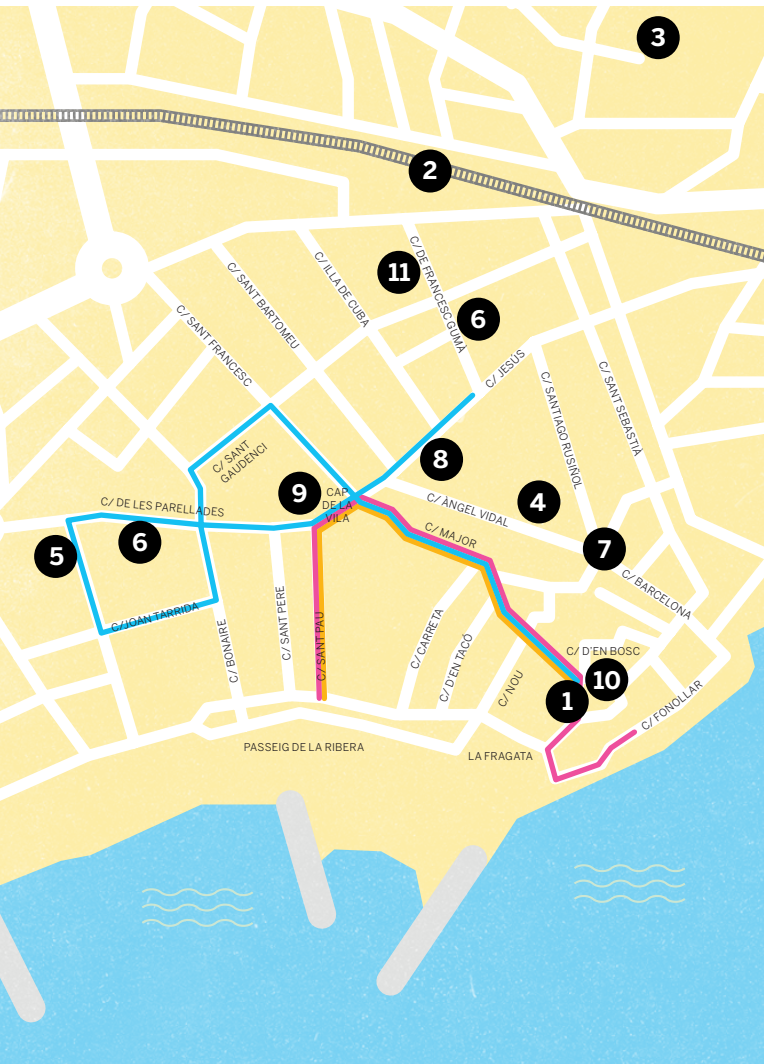 3
2
11
C/ DE FRANCESC GUMÀ
C/ ILLA DE CUBA
C/ SANT BARTOMEU
6
C/ SANT FRANCESC
C/ JESÚS
C/ SANTIAGO RUSIÑOL
C/ SANT SEBASTIÀ
C/ SANT
GAUDENCI
8
9
CAP
DE LA
VILA
C/ ÀNGEL VIDAL
4
C/ DE LES PARELLADES
6
5
C/ MAJOR
7
C/ BARCELONA
C/JOAN TARRIDA
C/ BONAIRE
C/ SANT PERE
C/ SANT PAU
C/ CARRETA
C/ D'EN TACÓ
C/ NOU
C/ D'EN BOSC
10
1
C/ FONOLLAR
PASSEIG DE LA RIBERA
LA FRAGATA